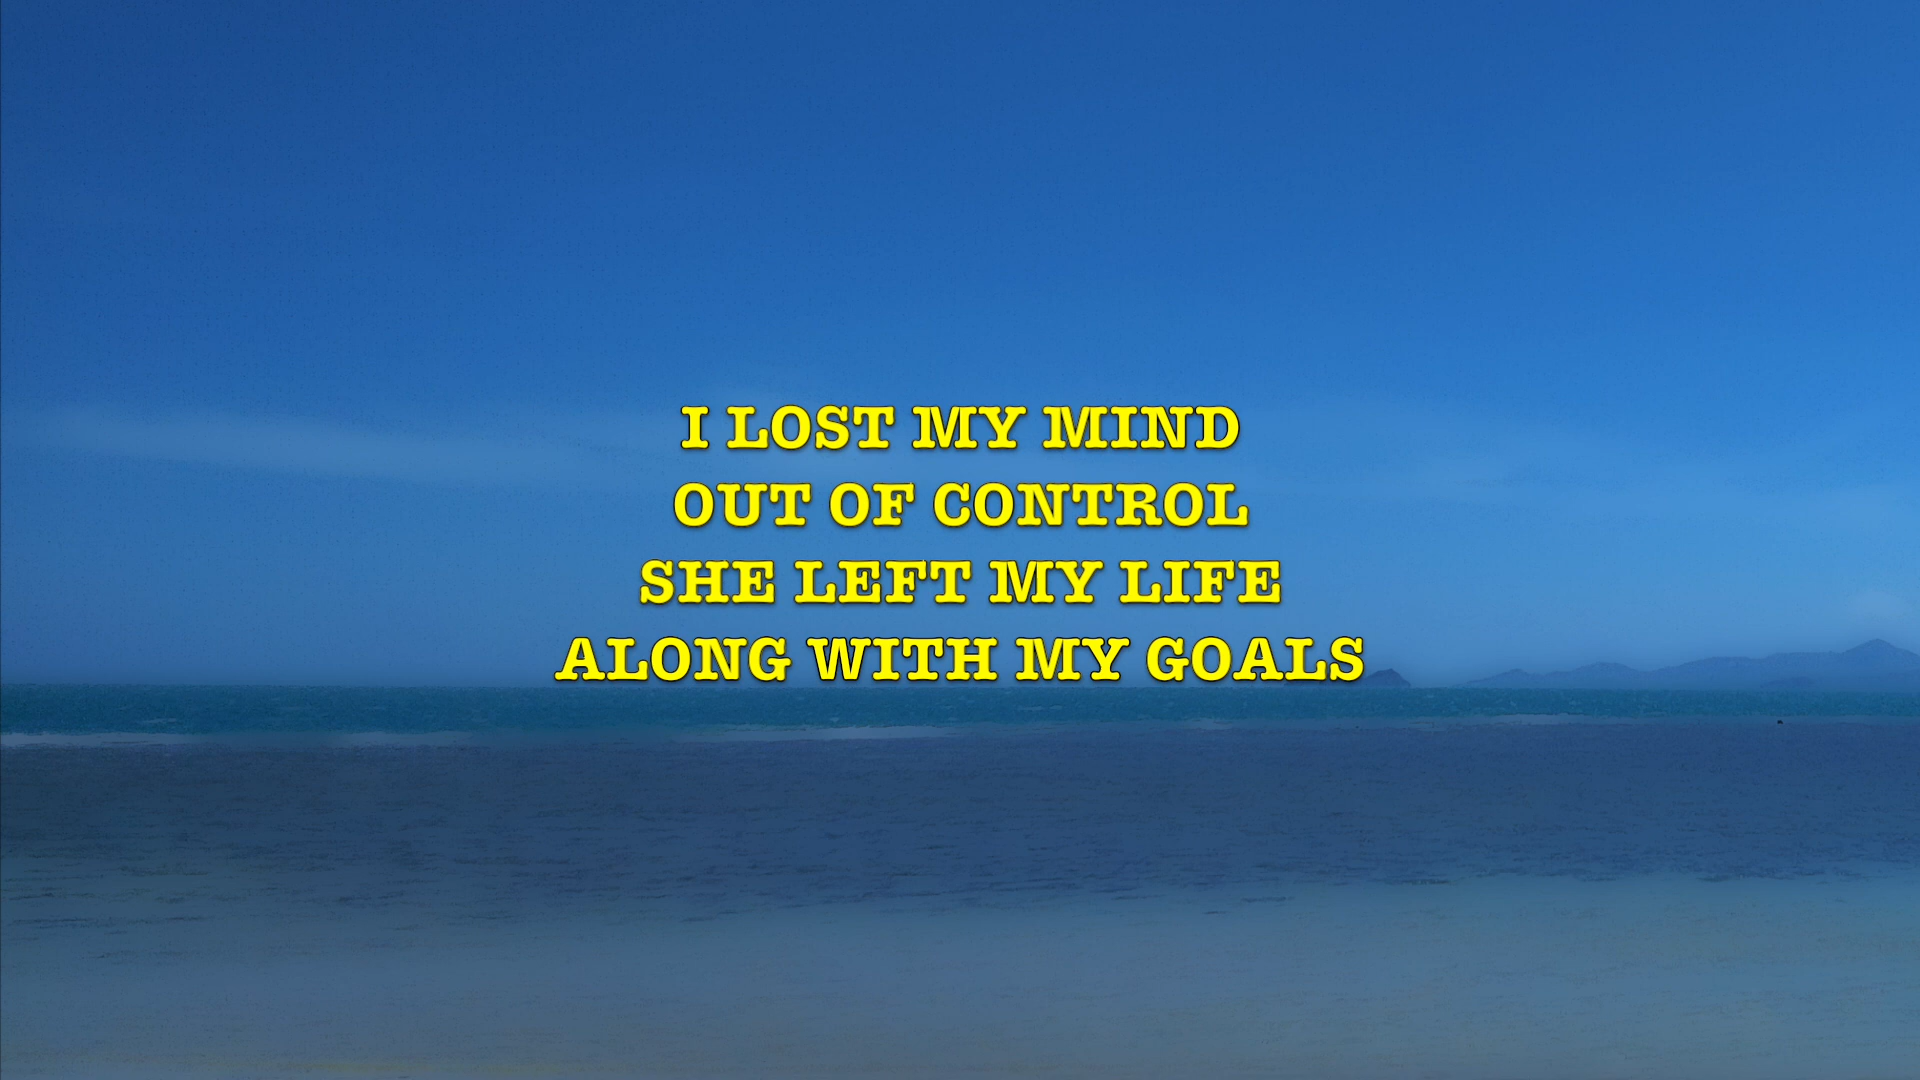 I LOST MY MIND
OUT OF CONTROL
SHE LEFT MY LIFE
ALONG WITH MY GOALS